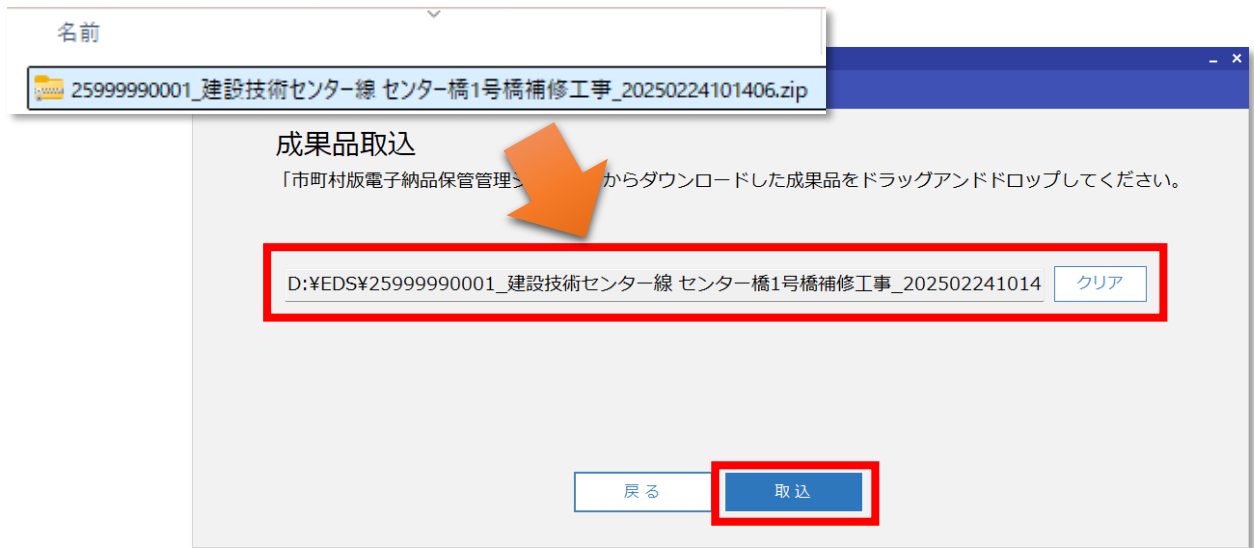 名前
25999990001_建設技術センター線 センター橋1号橋補修工事_20250224101406.zip
成果品取込
「市町村版電子納品保管管理 からダウンロードした成果品をドラッグアンドドロップしてください。
D:¥EDS¥25999990001_建設技術センター線 センター橋1号橋補修工事_202502241014
クリア
戻る
取込